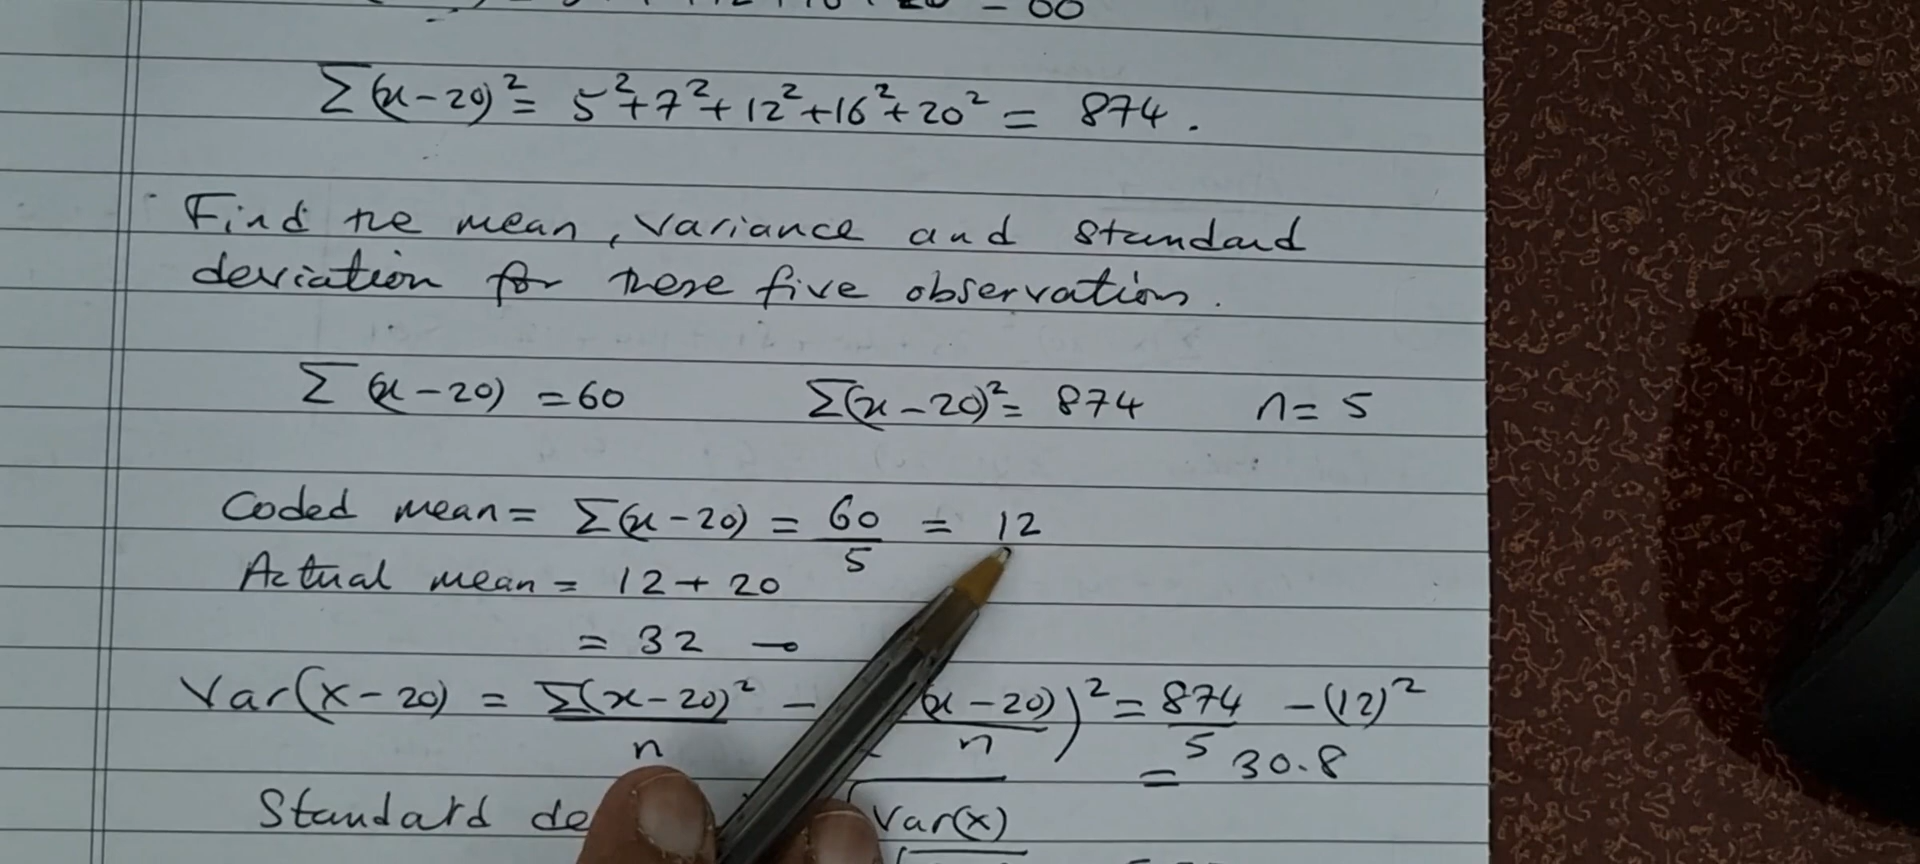 + 20 = 60
Σ(x-20)² = 5²+7²+12²+16²+20² = 874.
Find the mean, variance and standard
deviation for these five observations.
Σ(x-20) = 60 Σ(x-20)² = 874 n = 5
Coded mean = Σ(x-20) = 60/5 = 12
Actual mean = 12 + 20
= 32
Var(x-20) = Σ(x-20)²/n - (x-20)/n)² = 874/5 - (12)²
= 30.8
Standard de √Var(x)